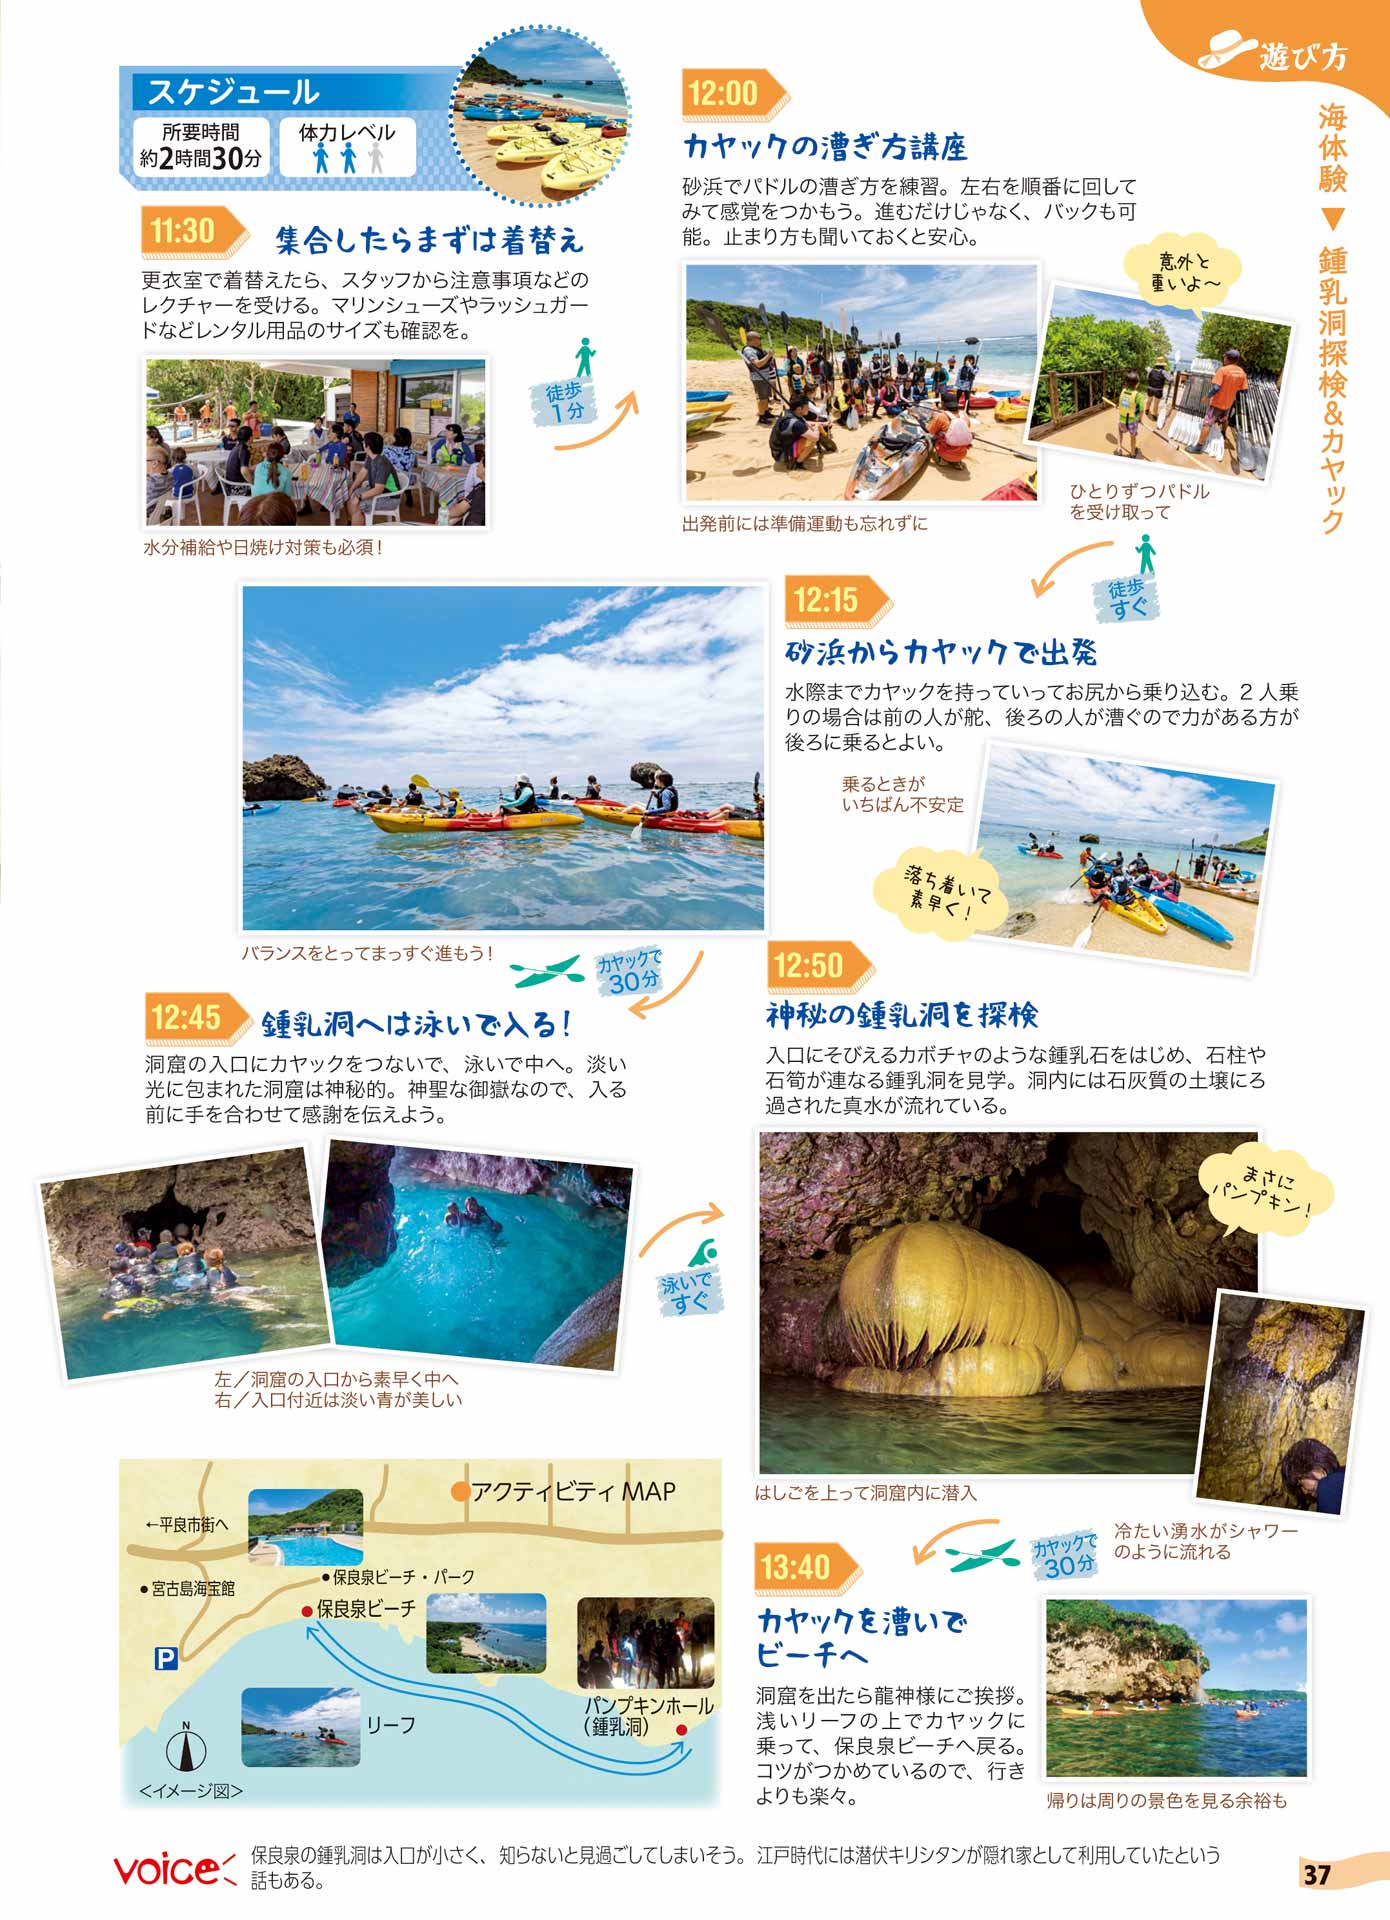 遊び方
海体験▼鍾乳洞探検&カヤック
スケジュール
所要時間
約2時間30分
体力レベル
11:30
集合したらまずは着替え
更衣室で着替えたら、スタッフから注意事項などの
レクチャーを受ける。マリンシューズやラッシュガー
ドなどレンタル用品のサイズも確認を。
水分補給や日焼け対策も必須!
徒歩
1分
12:00
カヤックの漕ぎ方講座
砂浜でパドルの漕ぎ方を練習。左右を順番に回して
みて感覚をつかもう。進むだけじゃなく、バックも可
能。止まり方も聞いておくと安心。
意外と
重いよ～
出発前には準備運動も忘れずに
ひとりずつパドル
を受け取って
徒歩
すぐ
12:15
砂浜からカヤックで出発
水際までカヤックを持っていってお尻から乗り込む。2人乗
りの場合は前の人が舵、後ろの人が漕ぐので力がある方が
後ろに乗るとよい。
乗るときが
いちばん不安定
落ち着いて
素早く!
バランスをとってまっすぐ進もう!
カヤックで
30分
12:45
鍾乳洞へは泳いで入る!
洞窟の入口にカヤックをつないで、泳いで中へ。淡い
光に包まれた洞窟は神秘的。神聖な御嶽なので、入る
前に手を合わせて感謝を伝えよう。
左／洞窟の入口から素早く中へ
右／入口付近は淡い青が美しい
泳いで
すぐ
12:50
神秘の鍾乳洞を探検
入口にそびえるカボチャのような鍾乳石をはじめ、石柱や
石筍が連なる鍾乳洞を見学。洞内には石灰質の土壌にろ
過された真水が流れている。
まさに
パンプキン!
はしごを上って洞窟内に潜入
冷たい湧水がシャワー
のように流れる
カヤックで
30分
13:40
カヤックを漕いで
ビーチへ
洞窟を出たら龍神様にご挨拶。
浅いリーフの上でカヤックに
乗って、保良泉ビーチへ戻る。
コツがつかめているので、行き
よりも楽々。
帰りは周りの景色を見る余裕も
アクティビティMAP
←平良市街へ
宮古島海宝館
保良泉ビーチ・パーク
保良泉ビーチ
P
パンプキンホール
(鍾乳洞)
リーフ
N
<イメージ図>
voice
保良泉の鍾乳洞は入口が小さく、知らないと見過ごしてしまいそう。江戸時代には潜伏キリシタンが隠れ家として利用していたという
話もある。
37